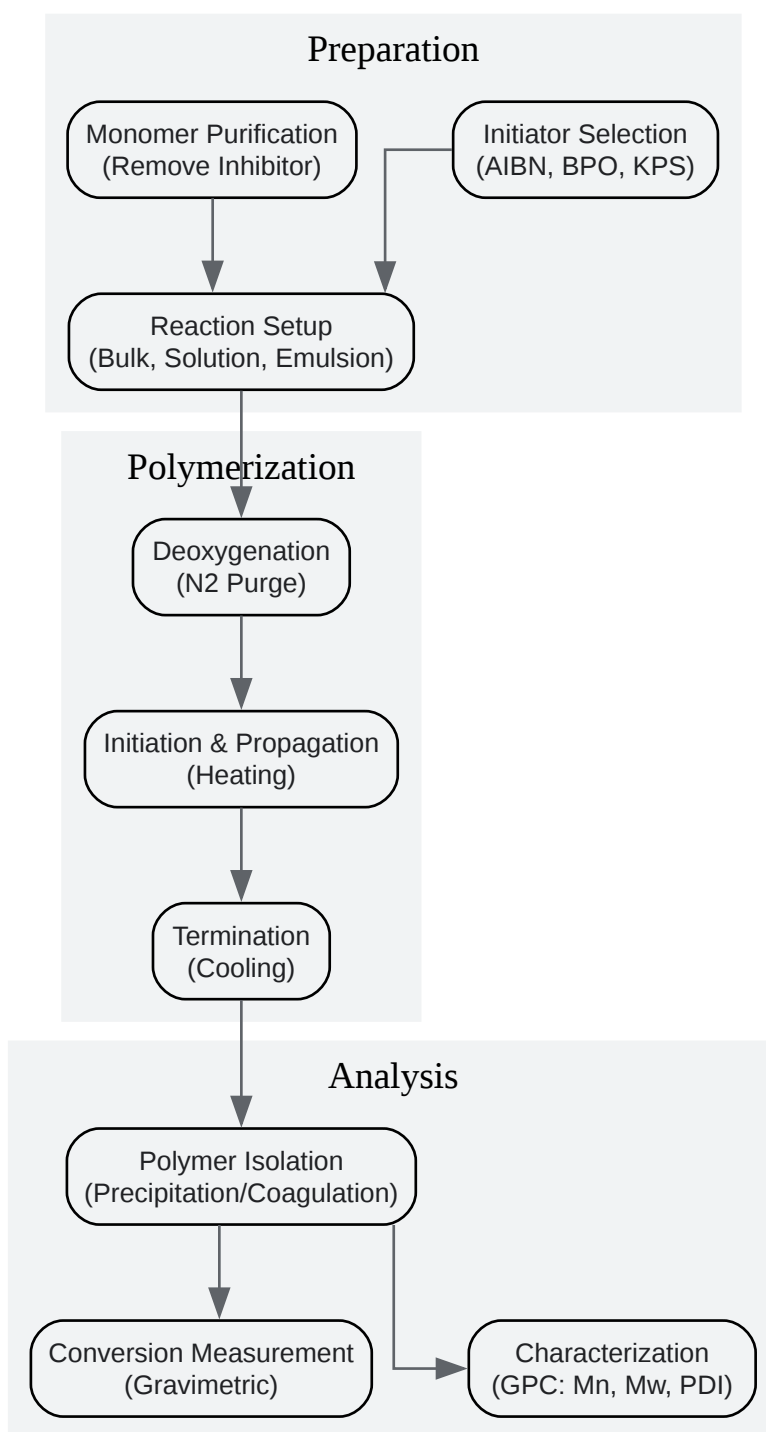 Preparation
Monomer Purification
(Remove Inhibitor)
Initiator Selection
(AIBN, BPO, KPS)
Reaction Setup
(Bulk, Solution, Emulsion)
Polymerization
Deoxygenation
(N2 Purge)
Initiation & Propagation
(Heating)
Termination
(Cooling)
Analysis
Polymer Isolation
(Precipitation/Coagulation)
Conversion Measurement
(Gravimetric)
Characterization
(GPC: Mn, Mw, PDI)